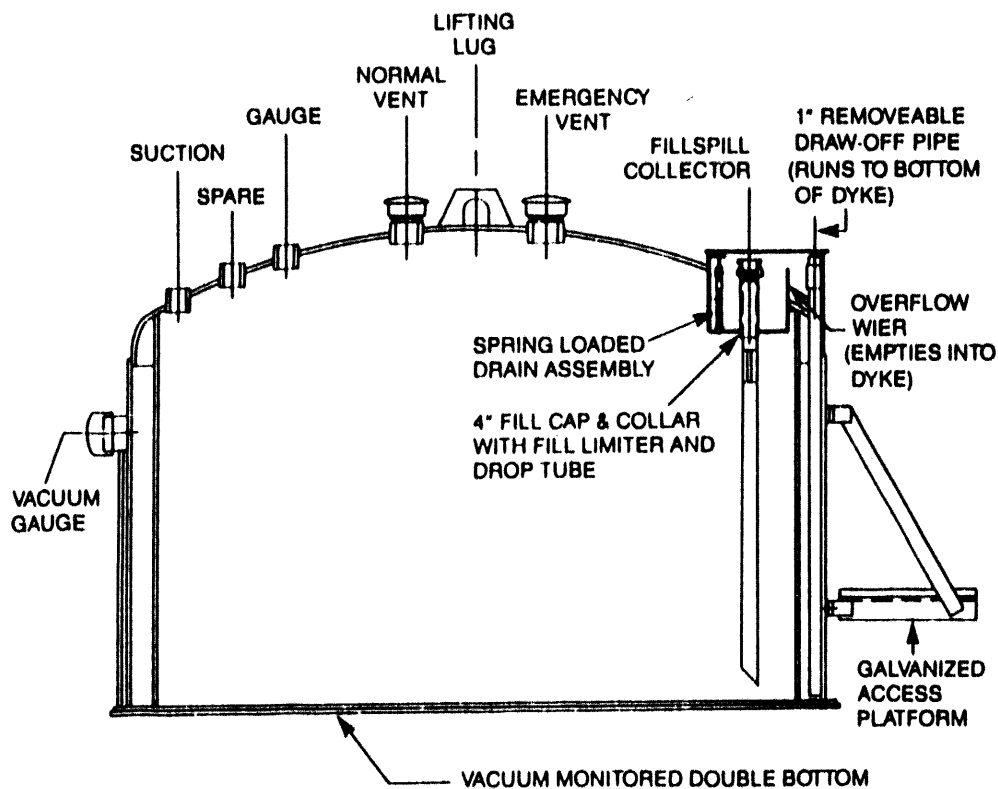 LIFTING
LUG
NORMAL
VENT
EMERGENCY
VENT
GAUGE
SUCTION
SPARE
FILLSPILL
COLLECTOR
1" REMOVEABLE
DRAW-OFF PIPE
(RUNS TO BOTTOM
OF DYKE)
OVERFLOW
WIER
(EMPTIES INTO
DYKE)
SPRING LOADED
DRAIN ASSEMBLY
4" FILL CAP & COLLAR
WITH FILL LIMITER AND
DROP TUBE
VACUUM
GAUGE
GALVANIZED
ACCESS
PLATFORM
VACUUM MONITORED DOUBLE BOTTOM